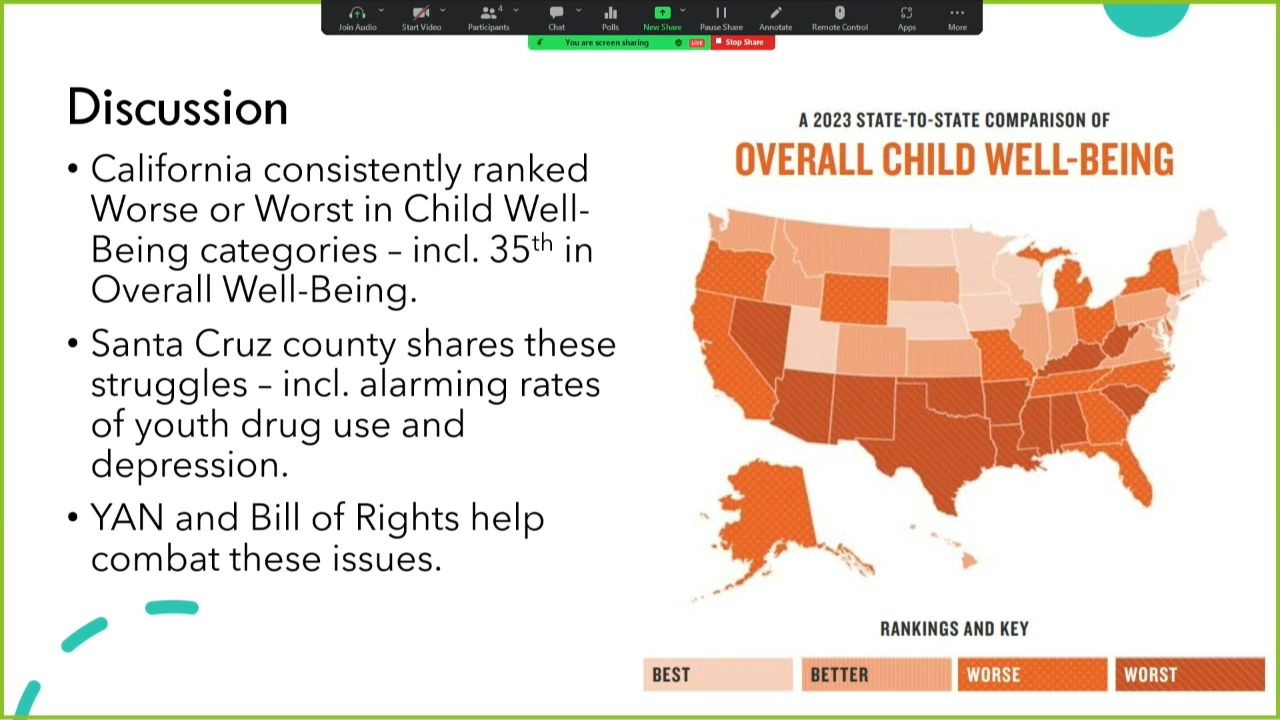 4
Join Audio
Start Video
Participants
Chat
Polls
New Share
Pause Share
Annotate
Remote Control
Apps
More
You are screen sharing
LIVE
Stop Share
Discussion
• California consistently ranked
Worse or Worst in Child Well-
Being categories – incl. 35th in
Overall Well-Being.
• Santa Cruz county shares these
struggles – incl. alarming rates
of youth drug use and
depression.
• YAN and Bill of Rights help
combat these issues.
A 2023 STATE-TO-STATE COMPARISON OF
OVERALL CHILD WELL-BEING
RANKINGS AND KEY
BEST
BETTER
WORSE
WORST